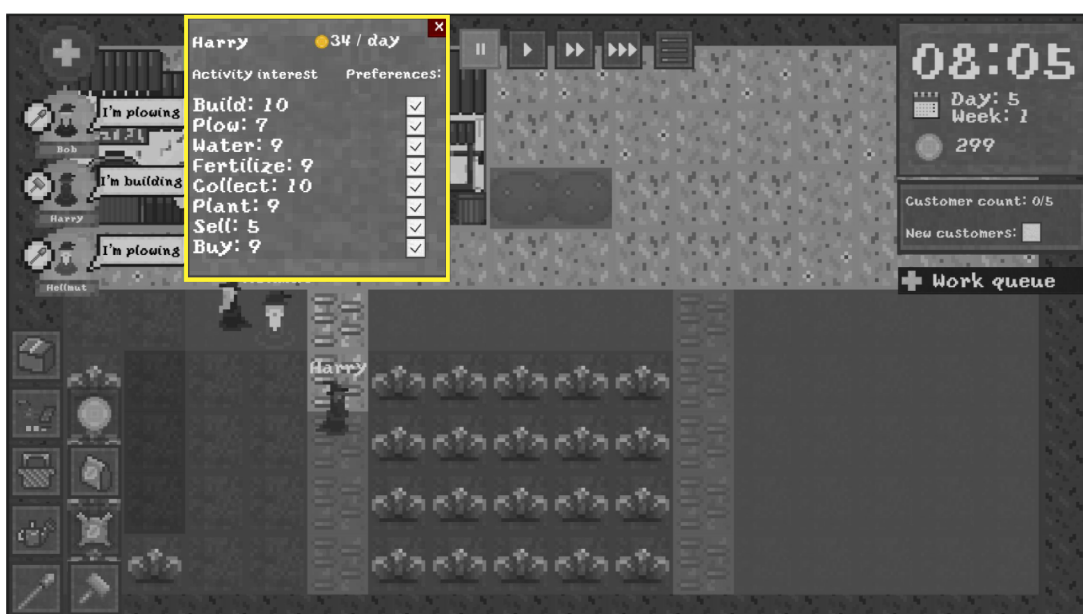 Harry 34 / day
Activity interest Preferences:
Build: 10
Plow: 7
Water: 9
Fertilize: 9
Collect: 10
Plant: 9
Sell: 5
Buy: 9
I'm plowing
Bob
I'm building
Harry
I'm plowing
Hellmut
Harry
08:05
Day: 5
Week: 1
299
Customer count: 0/5
New customers:
Work queue